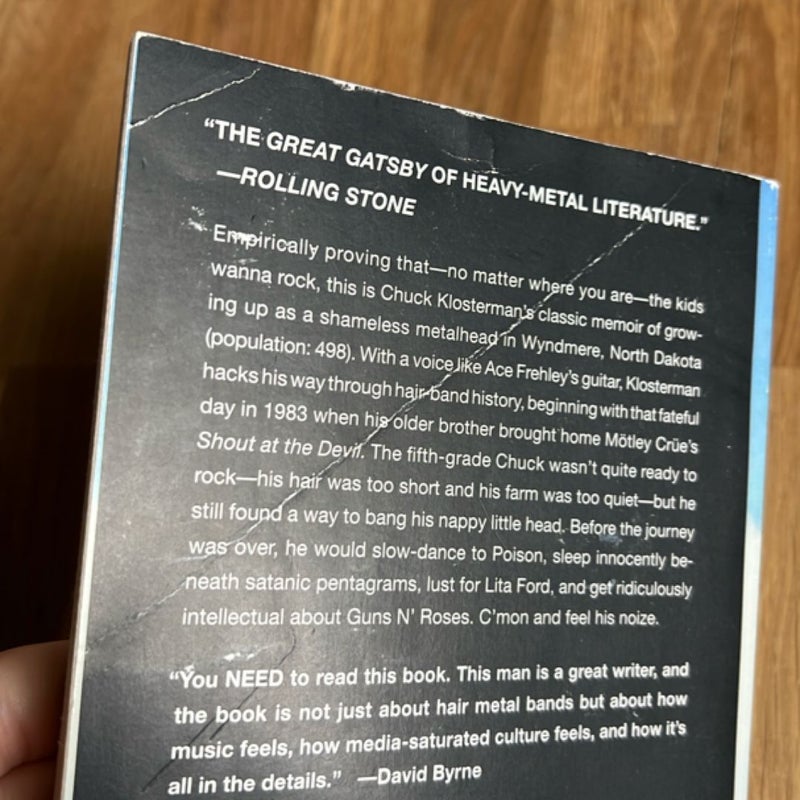 “THE GREAT GATSBY OF HEAVY-METAL LITERATURE.”
—ROLLING STONE
Empirically proving that—no matter where you are—the kids
wanna rock, this is Chuck Klosterman’s classic memoir of grow-
ing up as a shameless metalhead in Wyndmere, North Dakota
(population: 498). With a voice like Ace Frehley’s guitar, Klosterman
hacks his way through hair-band history, beginning with that fateful
day in 1983 when his older brother brought home Mötley Crüe’s
Shout at the Devil. The fifth-grade Chuck wasn’t quite ready to
rock—his hair was too short and his farm was too quiet—but he
still found a way to bang his nappy little head. Before the journey
was over, he would slow-dance to Poison, sleep innocently be-
neath satanic pentagrams, lust for Lita Ford, and get ridiculously
intellectual about Guns N’ Roses. C’mon and feel his noize.
“You NEED to read this book. This man is a great writer, and
the book is not just about hair metal bands but about how
music feels, how media-saturated culture feels, and how it’s
all in the details.” —David Byrne